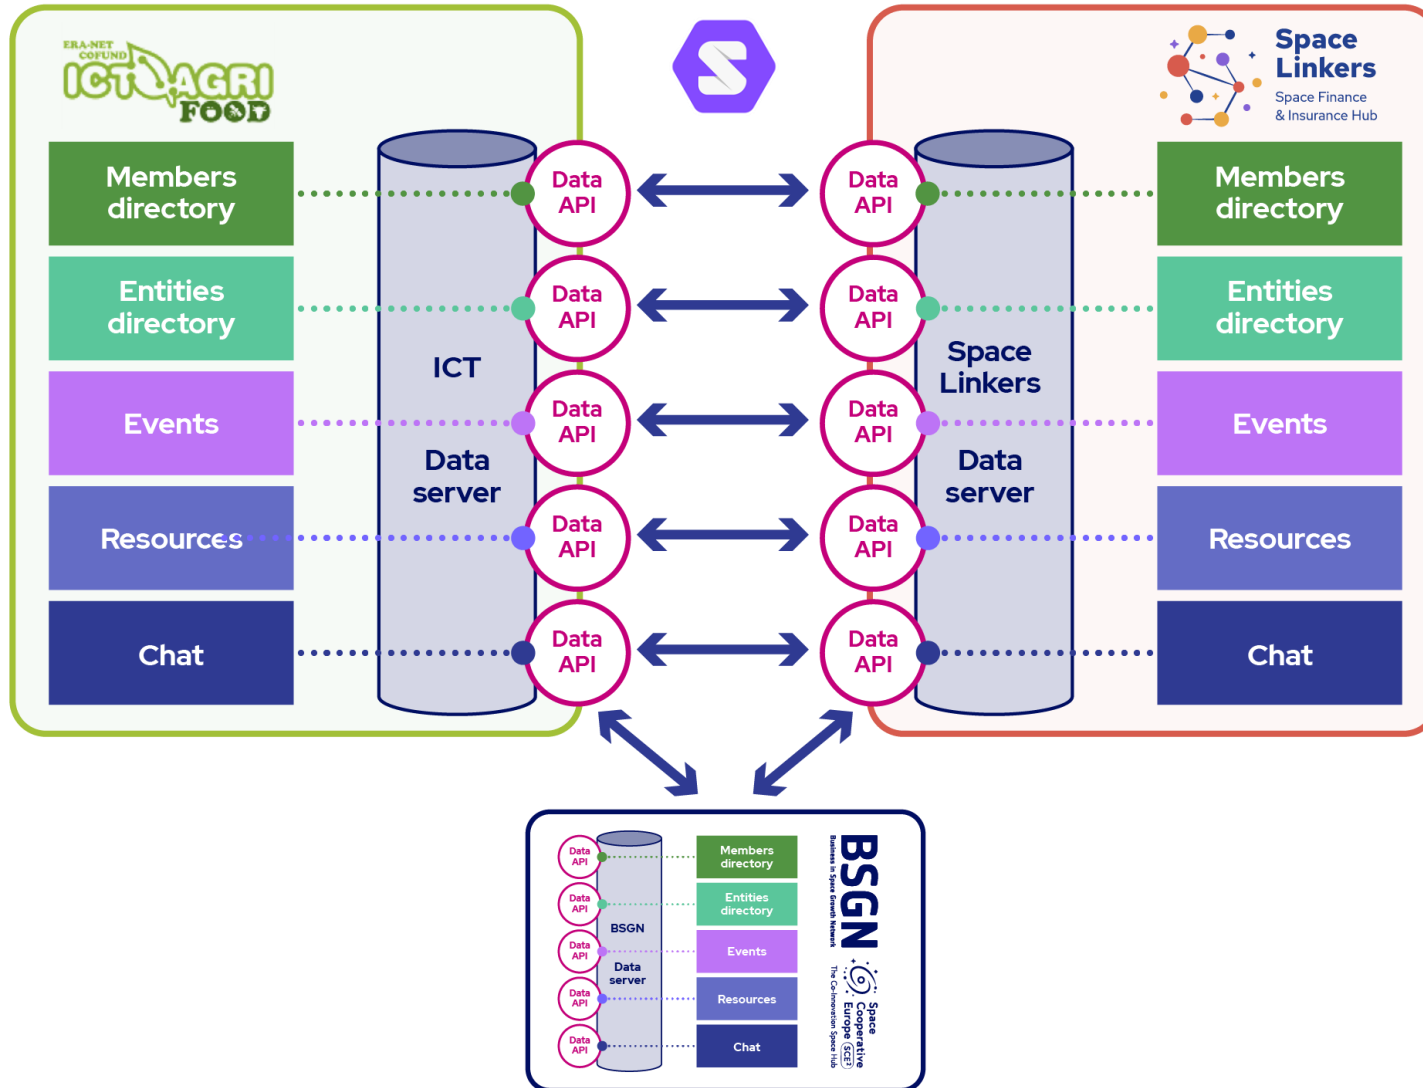 ERA-NET
COFUND
ICT AGRI
FOOD
Members
directory
Entities
directory
Events
Resources
Chat
ICT
Data
server
Data
API
Data
API
Data
API
Data
API
Data
API
S
Data
API
Data
API
Data
API
Data
API
Data
API
Space
Linkers
Data
server
Space
Linkers
Space Finance
& Insurance Hub
Members
directory
Entities
directory
Events
Resources
Chat
Data
API
Data
API
Data
API
Data
API
Data
API
BSGN
Data
server
Members
directory
Entities
directory
Events
Resources
Chat
BSGN
Business in Space Growth Network
Space
Cooperative
Europe SCE²
The Co-Innovation Space Hub